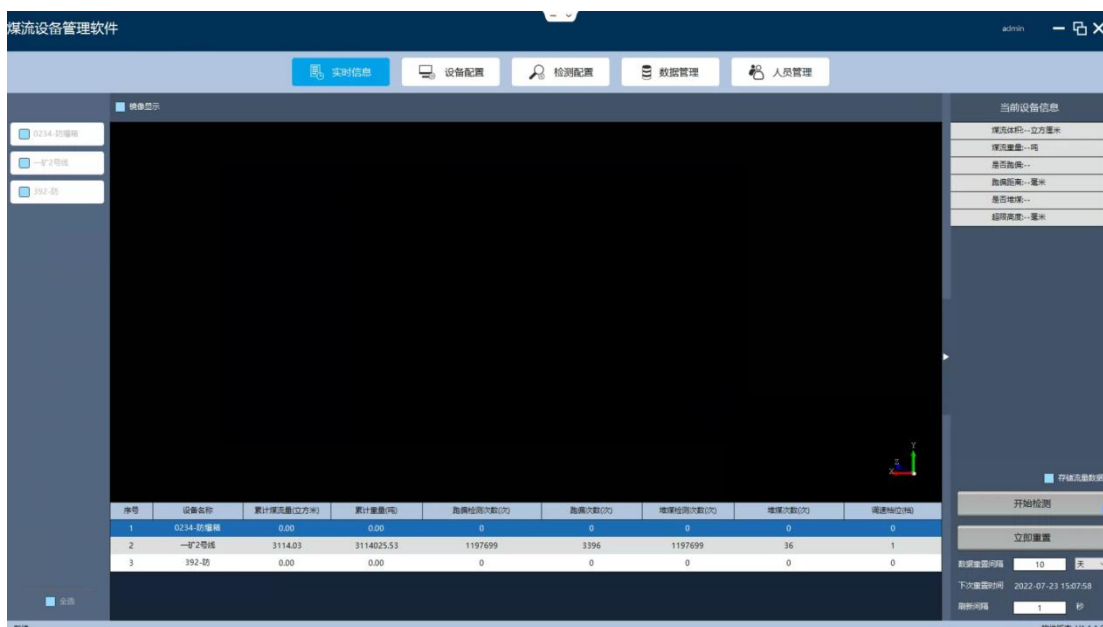 煤流设备管理软件
admin
实时信息 设备配置 检测配置 数据管理 人员管理
镜像显示
当前设备信息
0234-防爆箱
一矿2号线
392-防
煤流体积:--立方厘米
煤流重量:--吨
是否跑偏:--
跑偏距离:--毫米
是否堆煤:--
超限高度:--毫米
Y
Z
X
存储流量数据
开始检测
立即重置
序号 设备名称 累计煤流量(立方米) 累计重量(吨) 跑偏检测次数(次) 跑偏次数(次) 堆煤检测次数(次) 堆煤次数(次) 调速档位(档)
1 0234-防爆箱 0.00 0.00 0 0 0 0 0
2 一矿2号线 3114.03 3114025.53 1197699 3396 1197699 36 1
3 392-防 0.00 0.00 0 0 0 0 0
数据重置间隔 10 天
下次重置时间 2022-07-23 15:07:58
刷新间隔 1 秒
全选